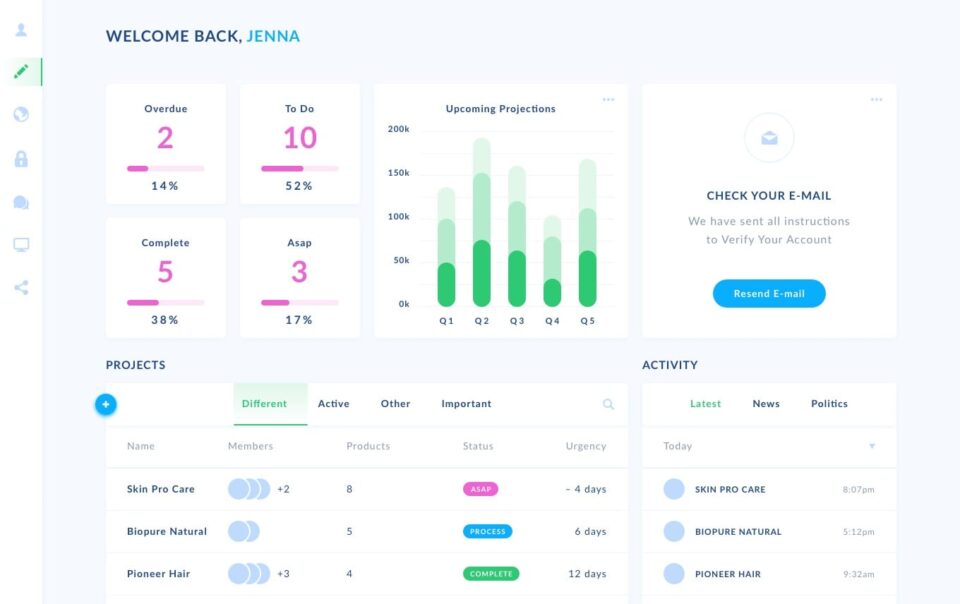 WELCOME BACK, JENNA
Overdue
2
14%
To Do
10
52%
Complete
5
38%
Asap
3
17%
Upcoming Projections
200k
150k
100k
50k
0k
Q1 Q2 Q3 Q4 Q5
CHECK YOUR E-MAIL
We have sent all instructions
to Verify Your Account
Resend E-mail
PROJECTS
Different Active Other Important
Name Members Products Status Urgency
Skin Pro Care +2 8 ASAP - 4 days
Biopure Natural 5 PROCESS 6 days
Pioneer Hair +3 4 COMPLETE 12 days
ACTIVITY
Latest News Politics
Today
SKIN PRO CARE 8:07pm
BIOPURE NATURAL 5:12pm
PIONEER HAIR 9:32am